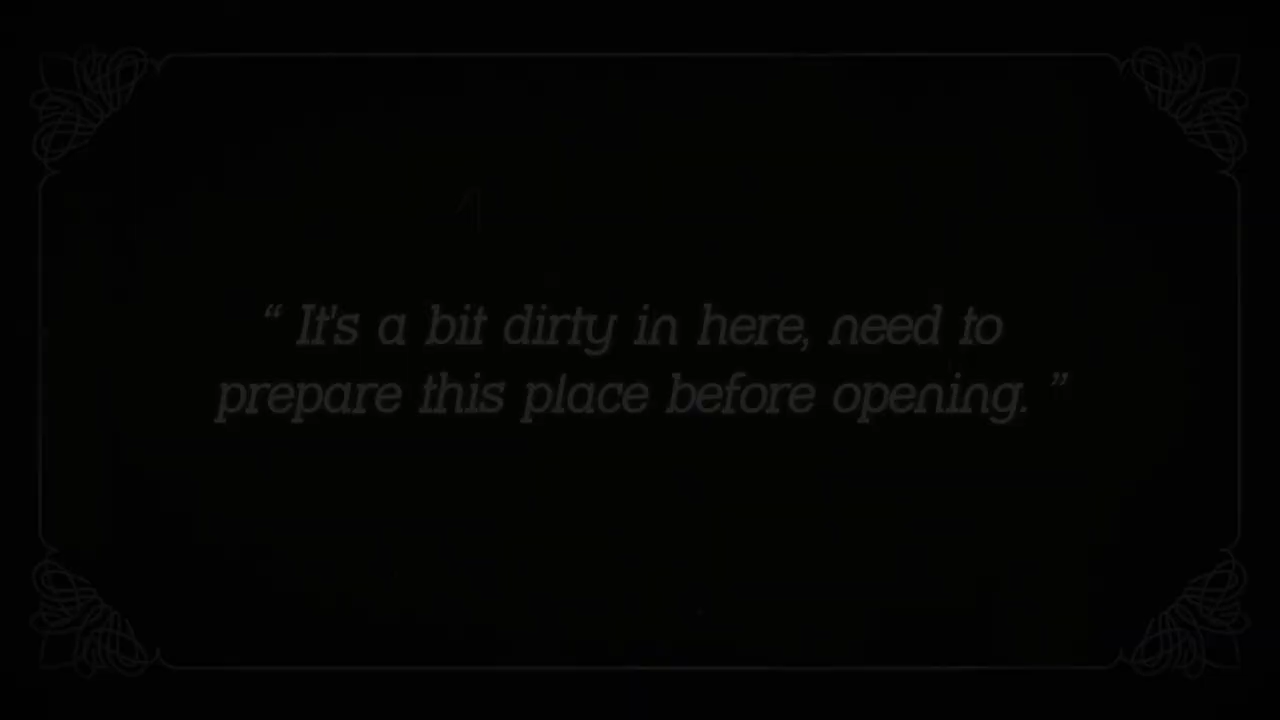 “ It's a bit dirty in here, need to
prepare this place before opening. ”